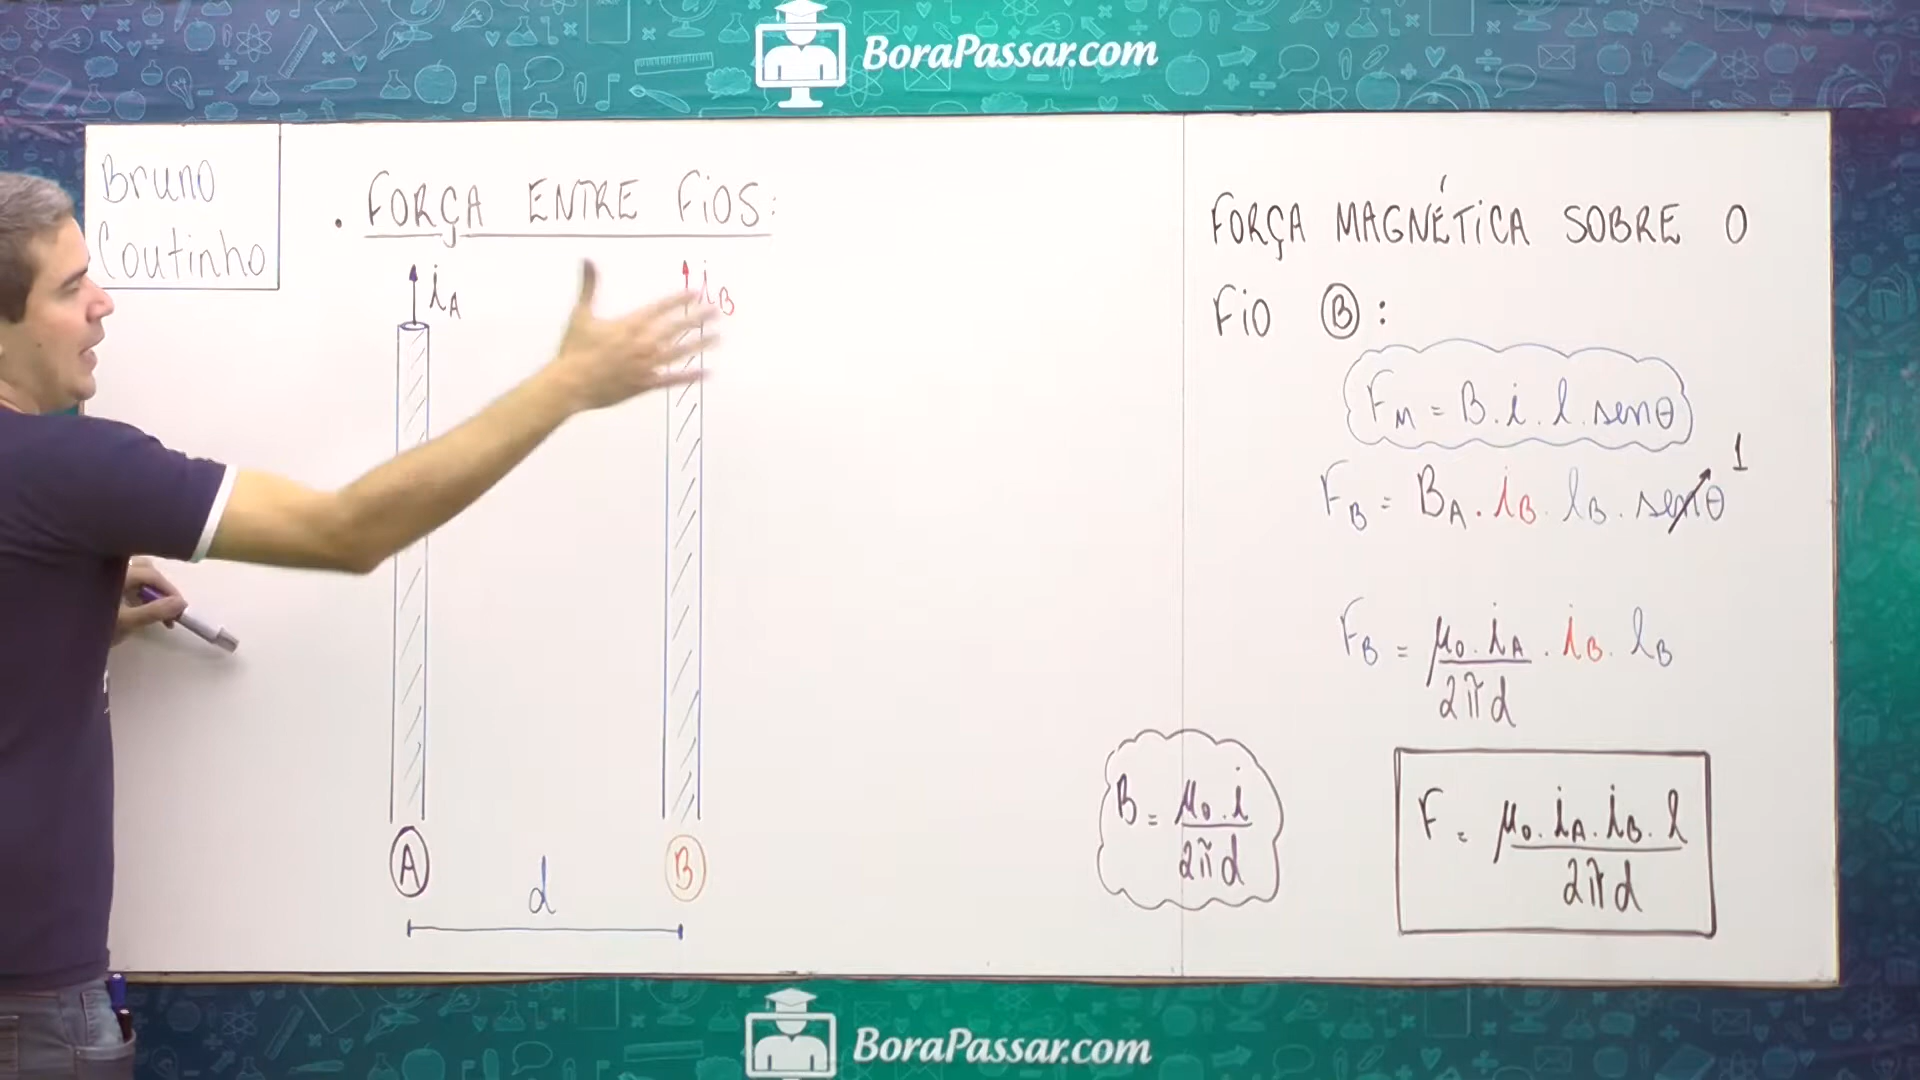 BoraPassar.com
Bruno
Coutinho
. FORÇA ENTRE FIOS:
iA
iB
A
B
d
FORÇA MAGNÉTICA SOBRE O
FIO B :
FM = B.i.l.senθ
FB = BA.iB.lB.senθ 1
FB = μ0.iA/2πd . iB.lB
B = μ0.i/2πd
F = μ0.iA.iB.l/2πd
BoraPassar.com